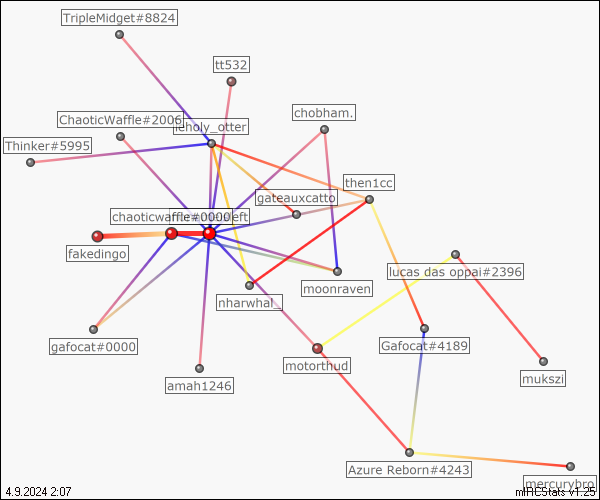 TripleMidget#8824
tt532
chobham.
ChaoticWaffle#2006
leholy_otter
Thinker#5995
then1cc
gateauxcatto
chaoticwaffle#0000
fakedingo
lucas das oppai#2396
moonraven
nharwhal_
gafocat#0000
Gafocat#4189
motorthud
mukszi
amah1246
Azure Reborn#4243
mercurybro
4.9.2024 2:07
mIRCStats v1.25